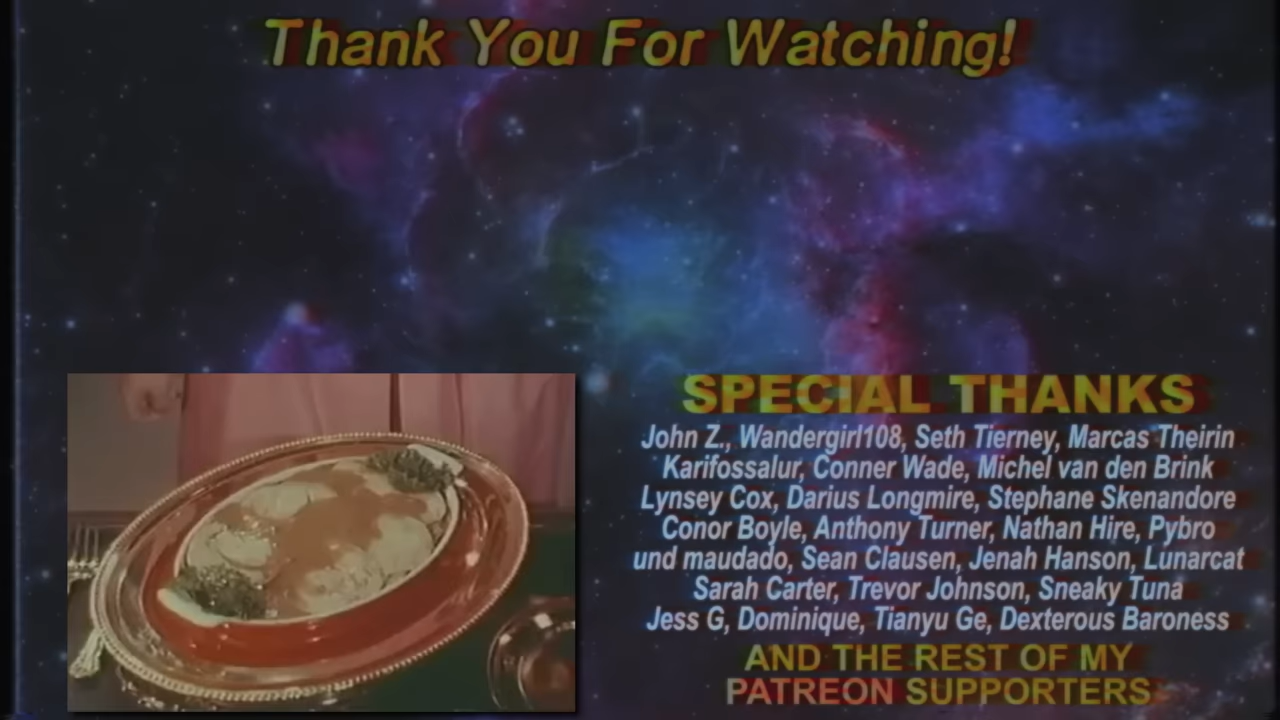 Thank You For Watching!
SPECIAL THANKS
John Z., Wandergirl108, Seth Tierney, Marcas Theirin
Karifossalur, Conner Wade, Michel van den Brink
Lynsey Cox, Darius Longmire, Stephane Skenandore
Conor Boyle, Anthony Turner, Nathan Hire, Pybro
und maudado, Sean Clausen, Jenah Hanson, Lunarcat
Sarah Carter, Trevor Johnson, Sneaky Tuna
Jess G, Dominique, Tianyu Ge, Dexterous Baroness
AND THE REST OF MY
PATREON SUPPORTERS